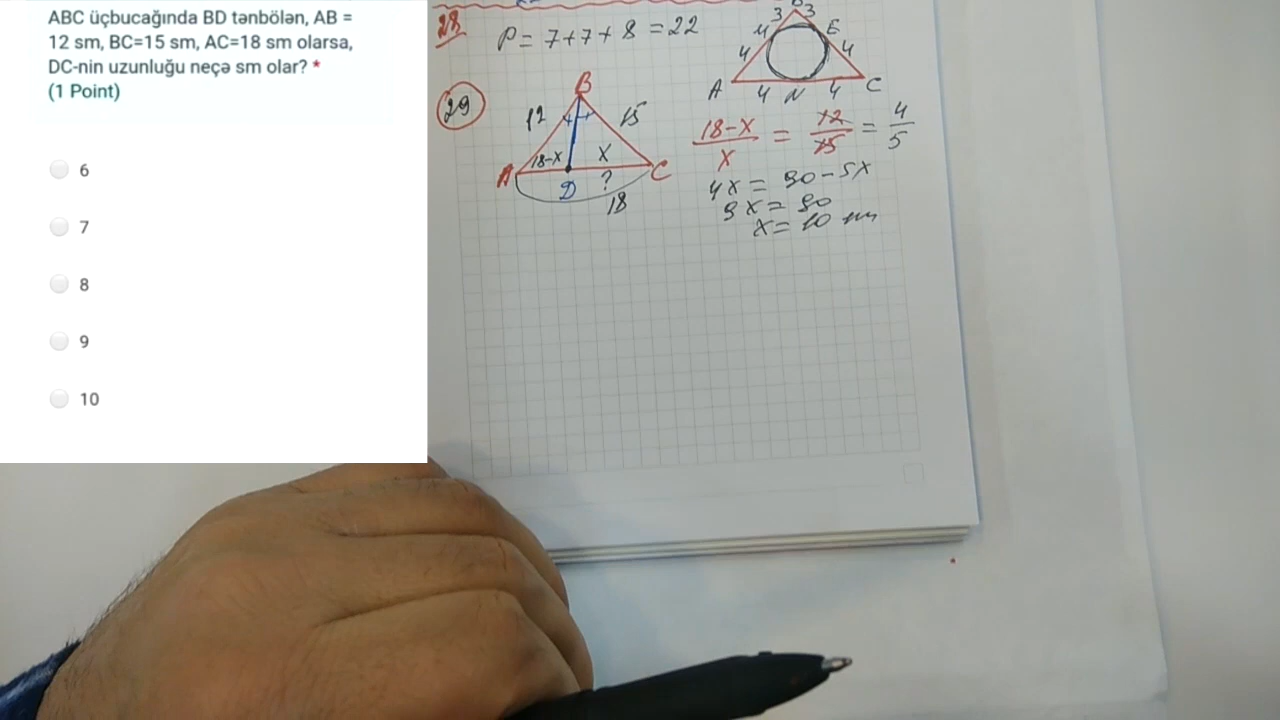 ABC üçbucağında BD tənbölən, AB =
12 sm, BC=15 sm, AC=18 sm olarsa,
DC-nin uzunluğu neçə sm olar? *
(1 Point)
6
7
8
9
10
28
P = 7+7+8 = 22
B
3 3
M E
4 4
A 4 N 4 C
29
B
12 15
18-x x
A D ? C
18
18-x / x = 12 / 15 = 4 / 5
4x = 90-5x
9x = 90
x = 10 sm